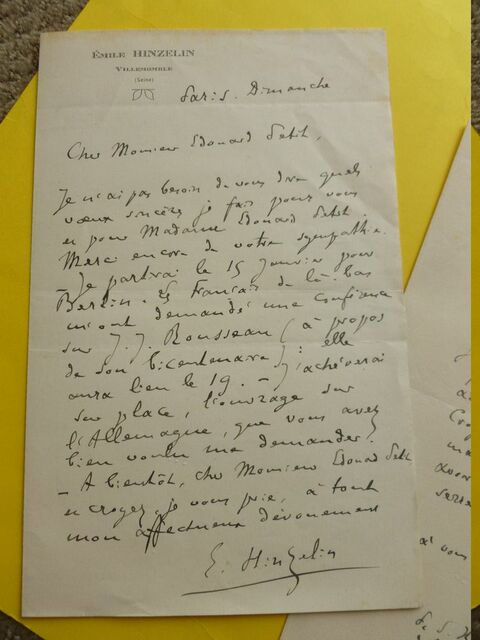 ÉMILE HINZELIN
VILLEMOMBLE
(Seine)
Paris. Dimanche
Cher Monsieur Edouard Petit,
Je n'ai pas besoin de vous dire quels
vœux sincères je fais pour vous
et pour Madame Edouard Petit
Merci encore de votre sympathie.
- Je partirai le 15 Janvier pour
Berlin. Les Français de là-bas
m'ont demandé une conférence
sur J. J. Rousseau (à propos
de son bicentenaire) : elle
aura lieu le 19. - J'achèverai
sur place, l'ouvrage sur
l'Allemagne, que vous avez
bien voulu me demander.
- A bientôt, cher Monsieur Edouard Petit
et croyez, je vous prie, à tout
mon affectueux dévouement
E. Hinzelin